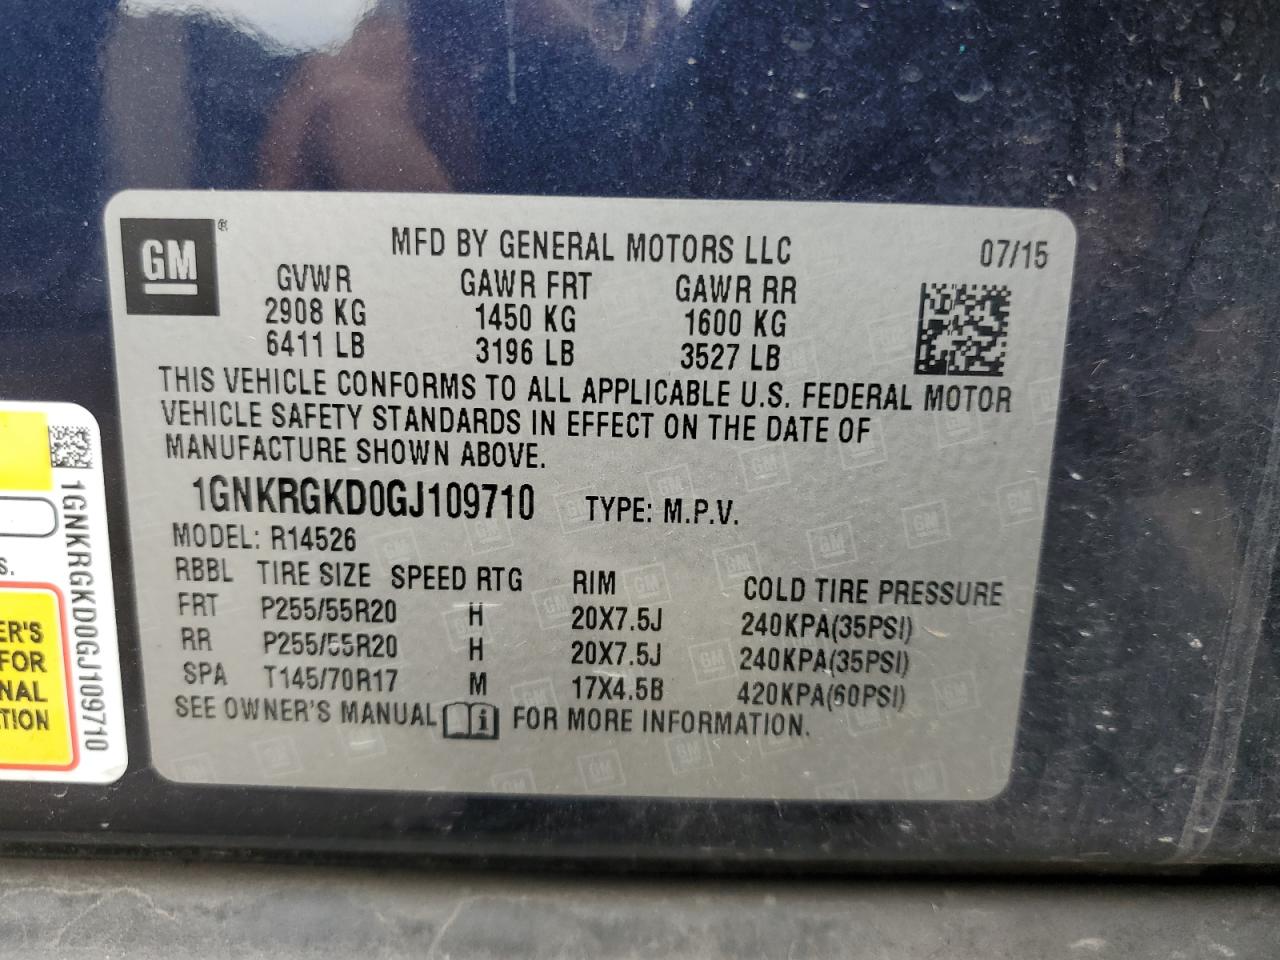 GM ®
MFD BY GENERAL MOTORS LLC 07/15
GVWR GAWR FRT GAWR RR
2908 KG 1450 KG 1600 KG
6411 LB 3196 LB 3527 LB
THIS VEHICLE CONFORMS TO ALL APPLICABLE U.S. FEDERAL MOTOR
VEHICLE SAFETY STANDARDS IN EFFECT ON THE DATE OF
MANUFACTURE SHOWN ABOVE.
1GNKRGKD0GJ109710 TYPE: M.P.V.
MODEL: R14526
RBBL TIRE SIZE SPEED RTG RIM COLD TIRE PRESSURE
FRT P255/55R20 H 20X7.5J 240KPA(35PSI)
RR P255/55R20 H 20X7.5J 240KPA(35PSI)
SPA T145/70R17 M 17X4.5B 420KPA(60PSI)
SEE OWNER'S MANUAL i FOR MORE INFORMATION.
1GNKRGKD0GJ109710
S.
ER'S
FOR
NAL
TION